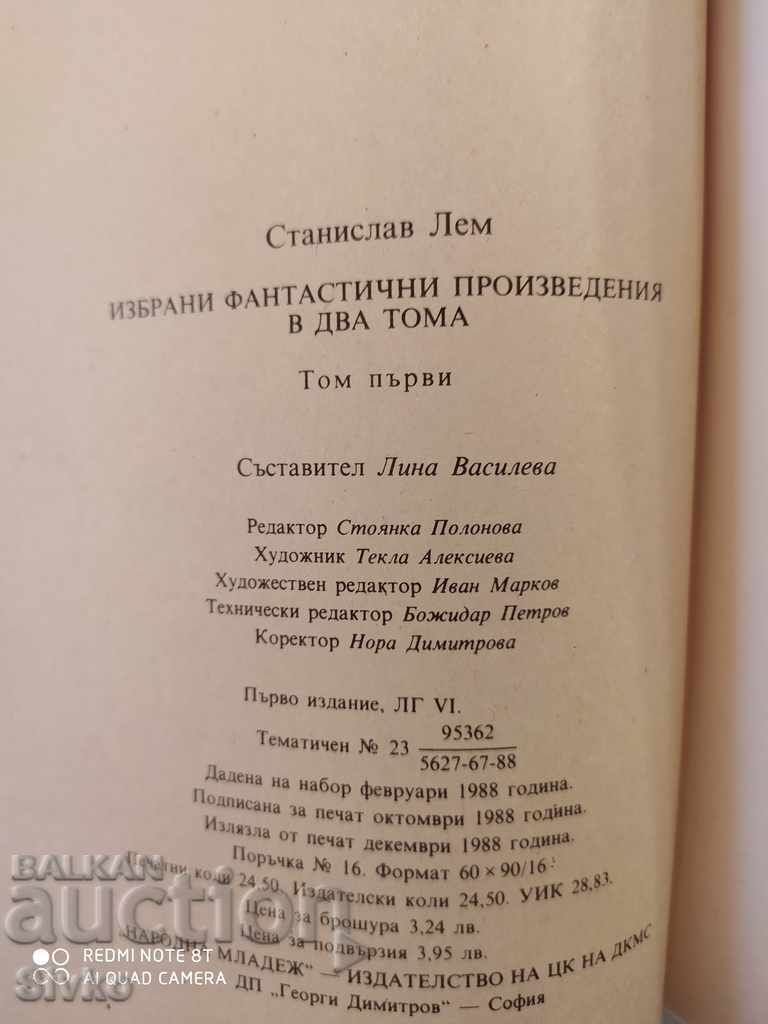 Станислав Лем
ИЗБРАНИ ФАНТАСТИЧНИ ПРОИЗВЕДЕНИЯ
В ДВА ТОМА
Том първи
Съставител Лина Василева
Редактор Стоянка Полонова
Художник Текла Алексиева
Художествен редактор Иван Марков
Технически редактор Божидар Петров
Коректор Нора Димитрова
Първо издание, ЛГ VI.
Тематичен № 23 95362
5627-67-88
Дадена на набор февруари 1988 година.
Подписана за печат октомври 1988 година.
Излязла от печат декември 1988 година.
Поръчка № 16. Формат 60 × 90/16
Печатни коли 24,50. Издателски коли 24,50. УИК 28,83.
Цена за брошура 3,24 лв.
Цена за подвързия 3,95 лв.
„НАРОДНА МЛАДЕЖ" — ИЗДАТЕЛСТВО НА ЦК НА ДКМС
ДП „Георги Димитров" — София
BALKAN
auction
REDMI NOTE 8T
AI QUAD CAMERA
Sivko